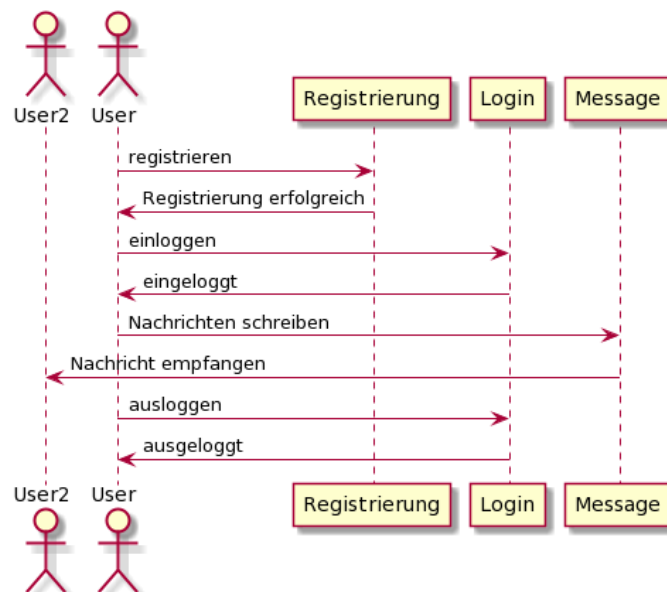 User2
User
Registrierung
Login
Message
registrieren
Registrierung erfolgreich
einloggen
eingeloggt
Nachrichten schreiben
Nachricht empfangen
ausloggen
ausgeloggt
User2
User
Registrierung
Login
Message